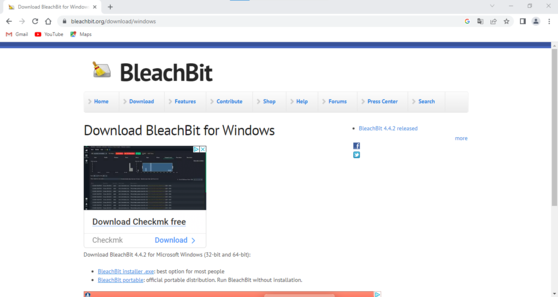 Download BleachBit for Windows
bleachbit.org/download/windows
Gmail
YouTube
Maps
BleachBit
Home
Download
Features
Contribute
Shop
Help
Forums
Press Center
Search
Download BleachBit for Windows
BleachBit 4.4.2 released
more
Download Checkmk free
Checkmk
Download
Download BleachBit 4.4.2 for Microsoft Windows (32-bit and 64-bit):
BleachBit installer .exe: best option for most people
BleachBit portable: official portable distribution. Run BleachBit without installation.